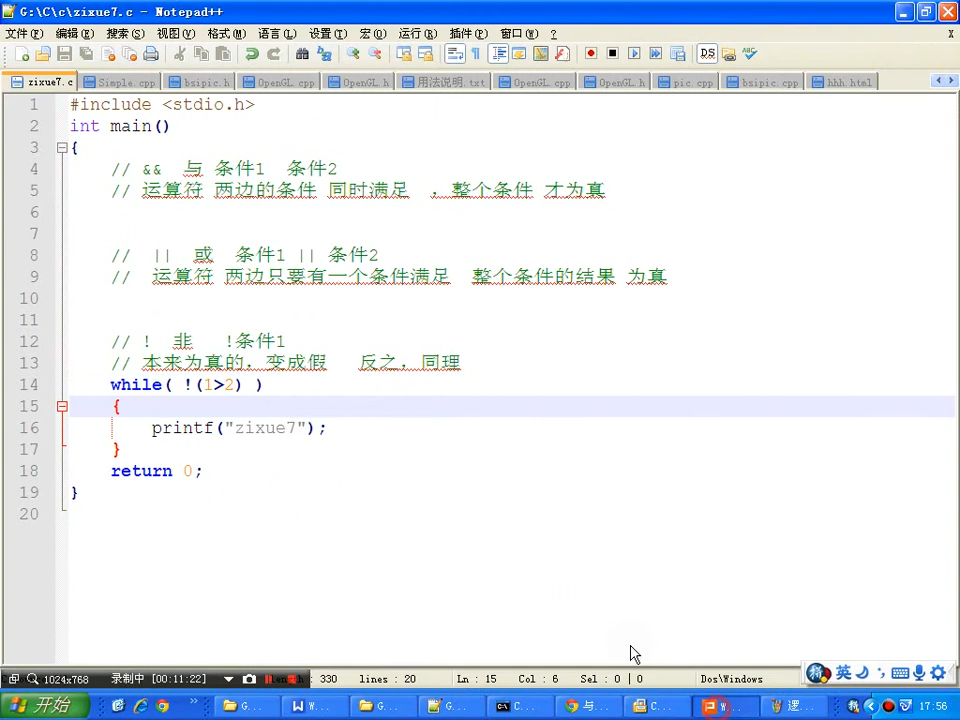 G:\C\c\zixue7.c - Notepad++
文件(F) 编辑(E) 搜索(S) 视图(V) 格式(M) 语言(L) 设置(T) 宏(O) 运行(R) 插件(P) 窗口(W) ? X
zixue7.c Simple.cpp bsipic.h OpenGL.cpp OpenGL.h 用法说明.txt OpenGL.cpp OpenGL.h pic.cpp bsipic.cpp hhh.html
1 #include <stdio.h>
2 int main()
3 {
4 // && 与 条件1 条件2
5 // 运算符 两边的条件 同时满足 ，整个条件 才为真
6
7
8 // || 或 条件1 || 条件2
9 // 运算符 两边只要有一个条件满足 整个条件的结果 为真
10
11
12 // ! 非 !条件1
13 // 本来为真的，变成假 反之，同理
14 while( !(1>2) )
15 {
16 printf("zixue7");
17 }
18 return 0;
19 }
20
1024x768 录制中 [00:11:22] 330 lines : 20 Ln : 15 Col : 6 Sel : 0 | 0 Dos\Windows 英
开始 G... W... G... G... C... 与... C... W... 逻... 17:56